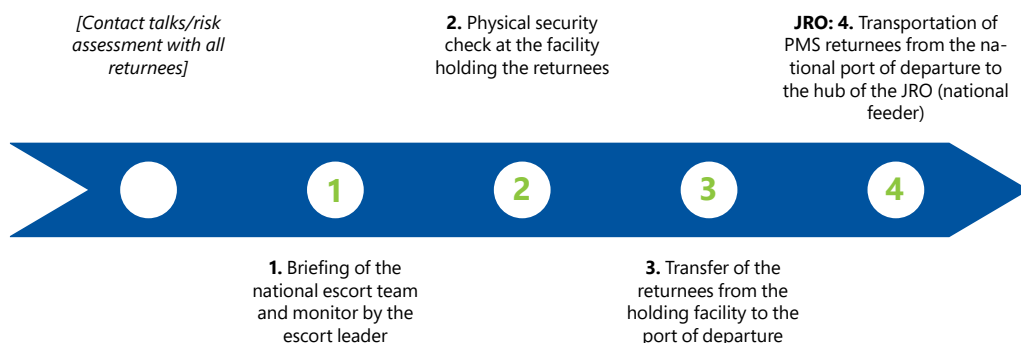 [Contact talks/risk
assessment with all
returnees]
2. Physical security
check at the facility
holding the returnees
JRO: 4. Transportation of
PMS returnees from the na-
tional port of departure to
the hub of the JRO (national
feeder)
1
2
3
4
1. Briefing of the
national escort team
and monitor by the
escort leader
3. Transfer of the
returnees from the
holding facility to the
port of departure